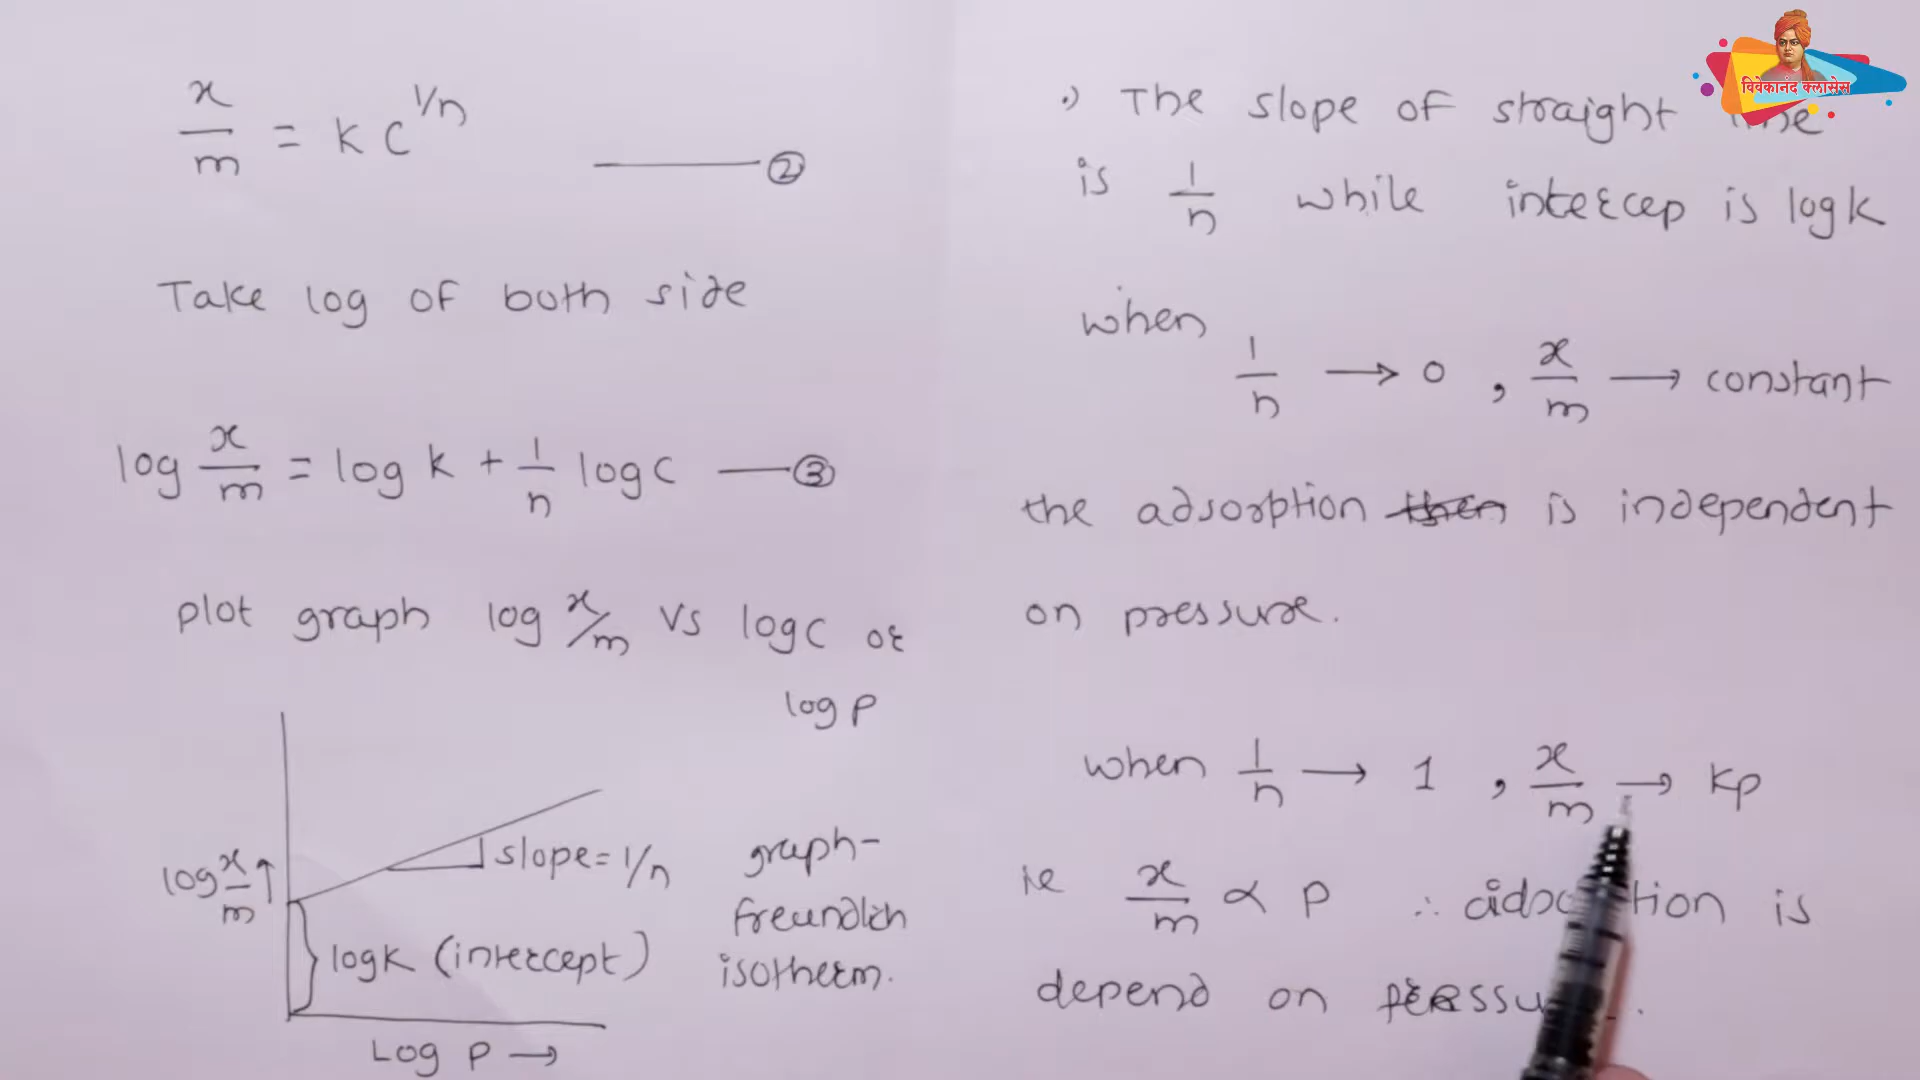 x/m = k C^1/n ——— ②
Take log of both side
log x/m = log k + 1/n log C —— ③
plot graph log x/m vs log C or
log P
log x/m ↑
slope = 1/n
log k (intercept)
Log P →
graph-
freundlich
isotherm.
विवेकानंद क्लासेस
•) The slope of straight line
is 1/n while intercep is log k
when
1/n → 0 , x/m → constant
the adsorption then is independent
on pressure.
when 1/n → 1 , x/m → kp
ie x/m ∝ P ∴ adsorption is
depend on pressure.